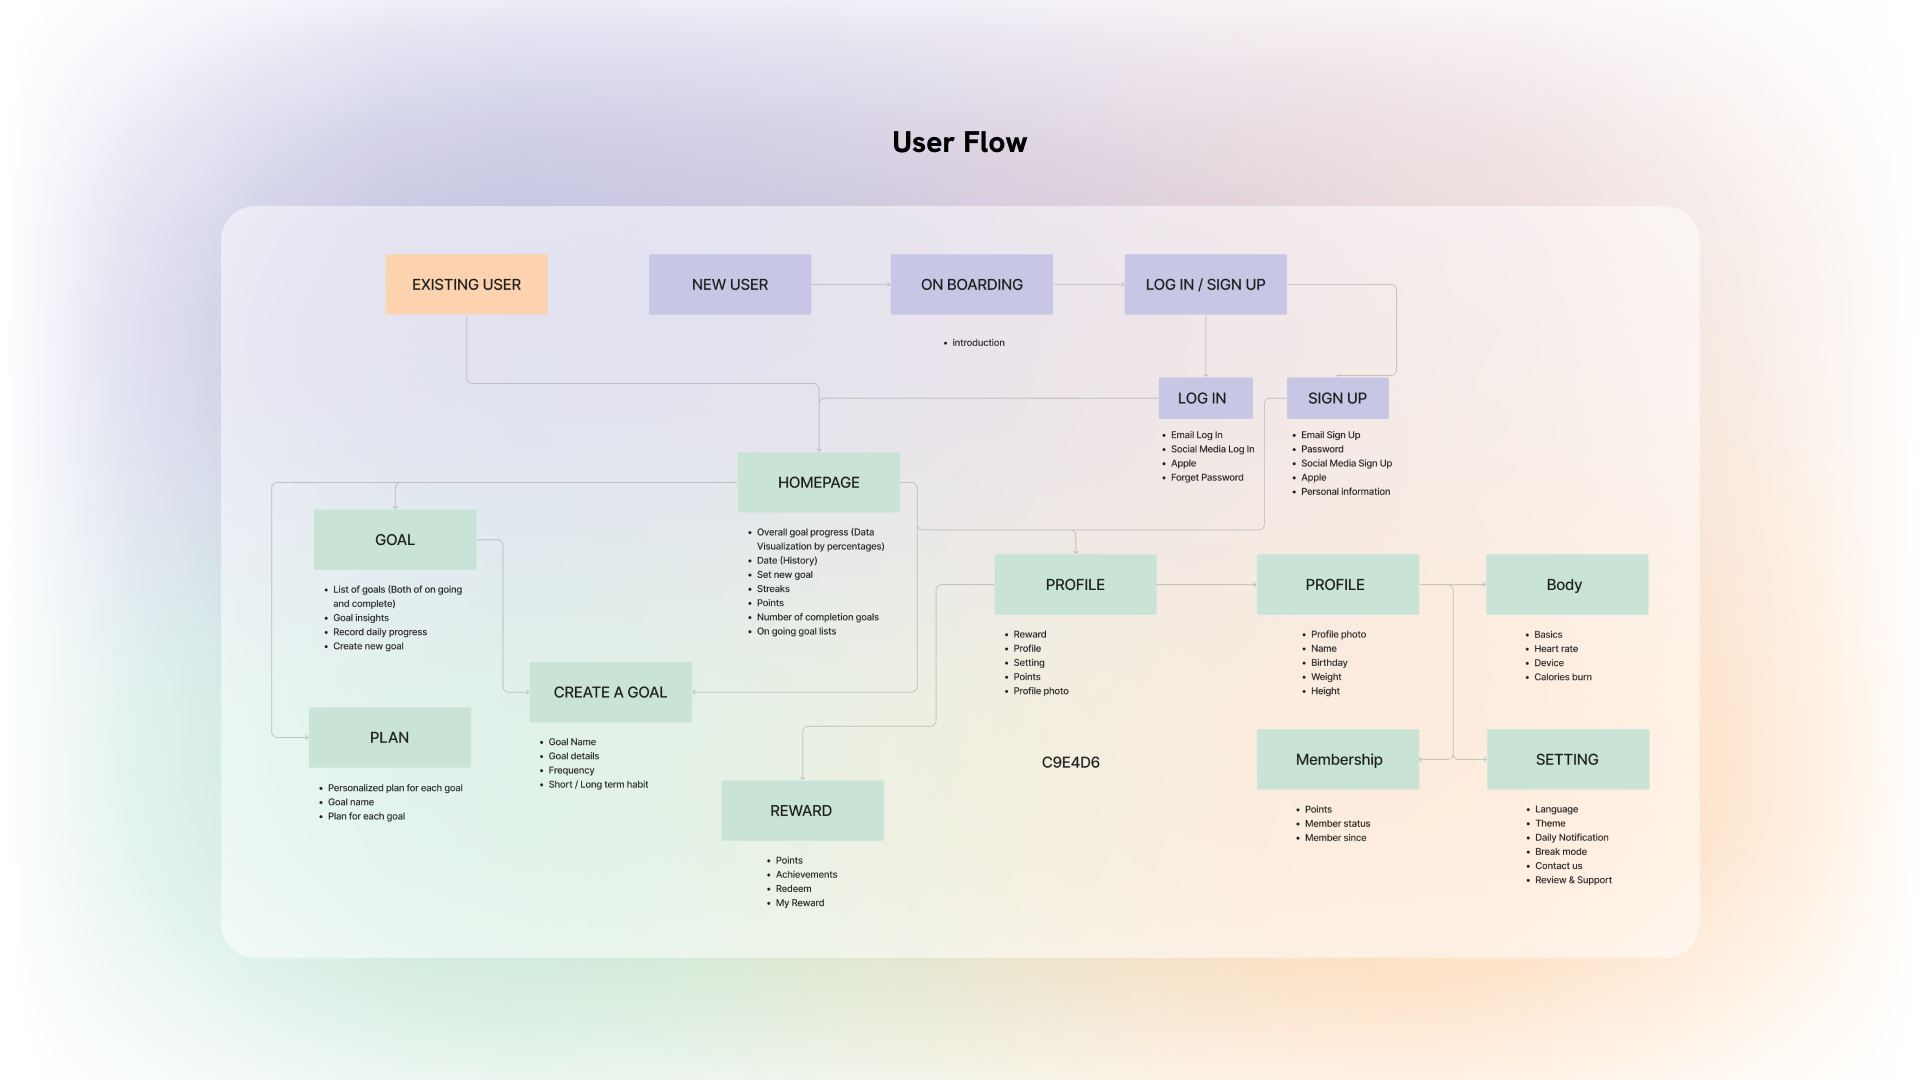 User Flow
EXISTING USER
NEW USER
ON BOARDING
LOG IN / SIGN UP
• introduction
LOG IN
• Email Log In
• Social Media Log In
• Apple
• Forget Password
SIGN UP
• Email Sign Up
• Password
• Social Media Sign Up
• Apple
• Personal information
HOMEPAGE
• Overall goal progress (Data
Visualization by percentages)
• Date (History)
• Set new goal
• Streaks
• Points
• Number of completion goals
• On going goal lists
GOAL
• List of goals (Both of on going
and complete)
• Goal insights
• Record daily progress
• Create new goal
PROFILE
• Reward
• Profile
• Setting
• Points
• Profile photo
PROFILE
• Profile photo
• Name
• Birthday
• Weight
• Height
Body
• Basics
• Heart rate
• Device
• Calories burn
CREATE A GOAL
• Goal Name
• Goal details
• Frequency
• Short / Long term habit
PLAN
• Personalized plan for each goal
• Goal name
• Plan for each goal
REWARD
• Points
• Achievements
• Redeem
• My Reward
C9E4D6
Membership
• Points
• Member status
• Member since
SETTING
• Language
• Theme
• Daily Notification
• Break mode
• Contact us
• Review & Support